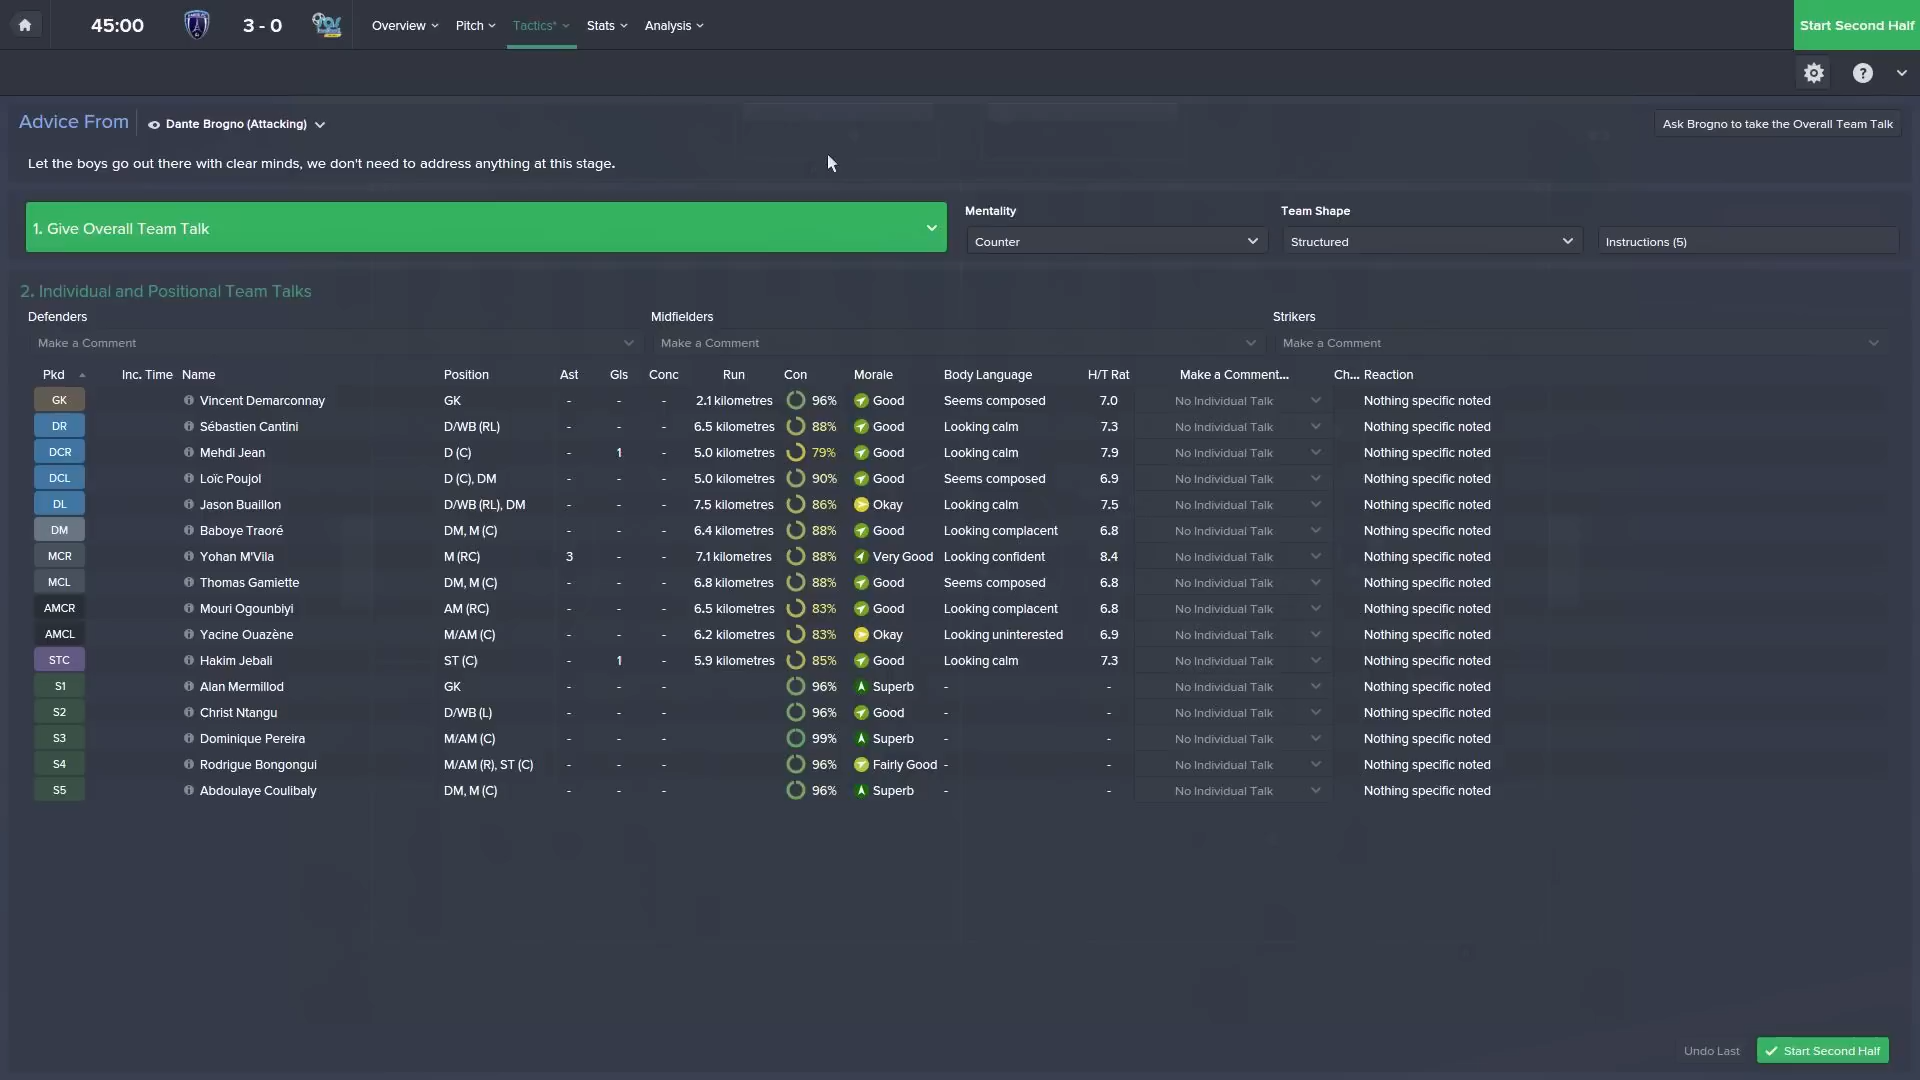 45:00 3 - 0 Overview Pitch Tactics* Stats Analysis Start Second Half
Advice From Dante Brogno (Attacking) Ask Brogno to take the Overall Team Talk
Let the boys go out there with clear minds, we don't need to address anything at this stage.
1. Give Overall Team Talk
Mentality Team Shape
Counter Structured Instructions (5)
2. Individual and Positional Team Talks
Defenders Midfielders Strikers
Make a Comment Make a Comment Make a Comment
Pkd Inc. Time Name Position Ast Gls Conc Run Con Morale Body Language H/T Rat Make a Comment... Ch... Reaction
GK Vincent Demarconnay GK - - - 2.1 kilometres 96% Good Seems composed 7.0 No Individual Talk Nothing specific noted
DR Sébastien Cantini D/WB (RL) - - - 6.5 kilometres 88% Good Looking calm 7.3 No Individual Talk Nothing specific noted
DCR Mehdi Jean D (C) - 1 - 5.0 kilometres 79% Good Looking calm 7.9 No Individual Talk Nothing specific noted
DCL Loïc Poujol D (C), DM - - - 5.0 kilometres 90% Good Seems composed 6.9 No Individual Talk Nothing specific noted
DL Jason Buaillon D/WB (RL), DM - - - 7.5 kilometres 86% Okay Looking calm 7.5 No Individual Talk Nothing specific noted
DM Baboye Traoré DM, M (C) - - - 6.4 kilometres 88% Good Looking complacent 6.8 No Individual Talk Nothing specific noted
MCR Yohan M'Vila M (RC) 3 - - 7.1 kilometres 88% Very Good Looking confident 8.4 No Individual Talk Nothing specific noted
MCL Thomas Gamiette DM, M (C) - - - 6.8 kilometres 88% Good Seems composed 6.8 No Individual Talk Nothing specific noted
AMCR Mouri Ogounbiyi AM (RC) - - - 6.5 kilometres 83% Good Looking complacent 6.8 No Individual Talk Nothing specific noted
AMCL Yacine Ouazène M/AM (C) - - - 6.2 kilometres 83% Okay Looking uninterested 6.9 No Individual Talk Nothing specific noted
STC Hakim Jebali ST (C) - 1 - 5.9 kilometres 85% Good Looking calm 7.3 No Individual Talk Nothing specific noted
S1 Alan Mermillod GK - - - 96% Superb - - No Individual Talk Nothing specific noted
S2 Christ Ntangu D/WB (L) - - - 96% Good - - No Individual Talk Nothing specific noted
S3 Dominique Pereira M/AM (C) - - - 99% Superb - - No Individual Talk Nothing specific noted
S4 Rodrigue Bongongui M/AM (R), ST (C) - - - 96% Fairly Good - - No Individual Talk Nothing specific noted
S5 Abdoulaye Coulibaly DM, M (C) - - - 96% Superb - - No Individual Talk Nothing specific noted
Undo Last Start Second Half